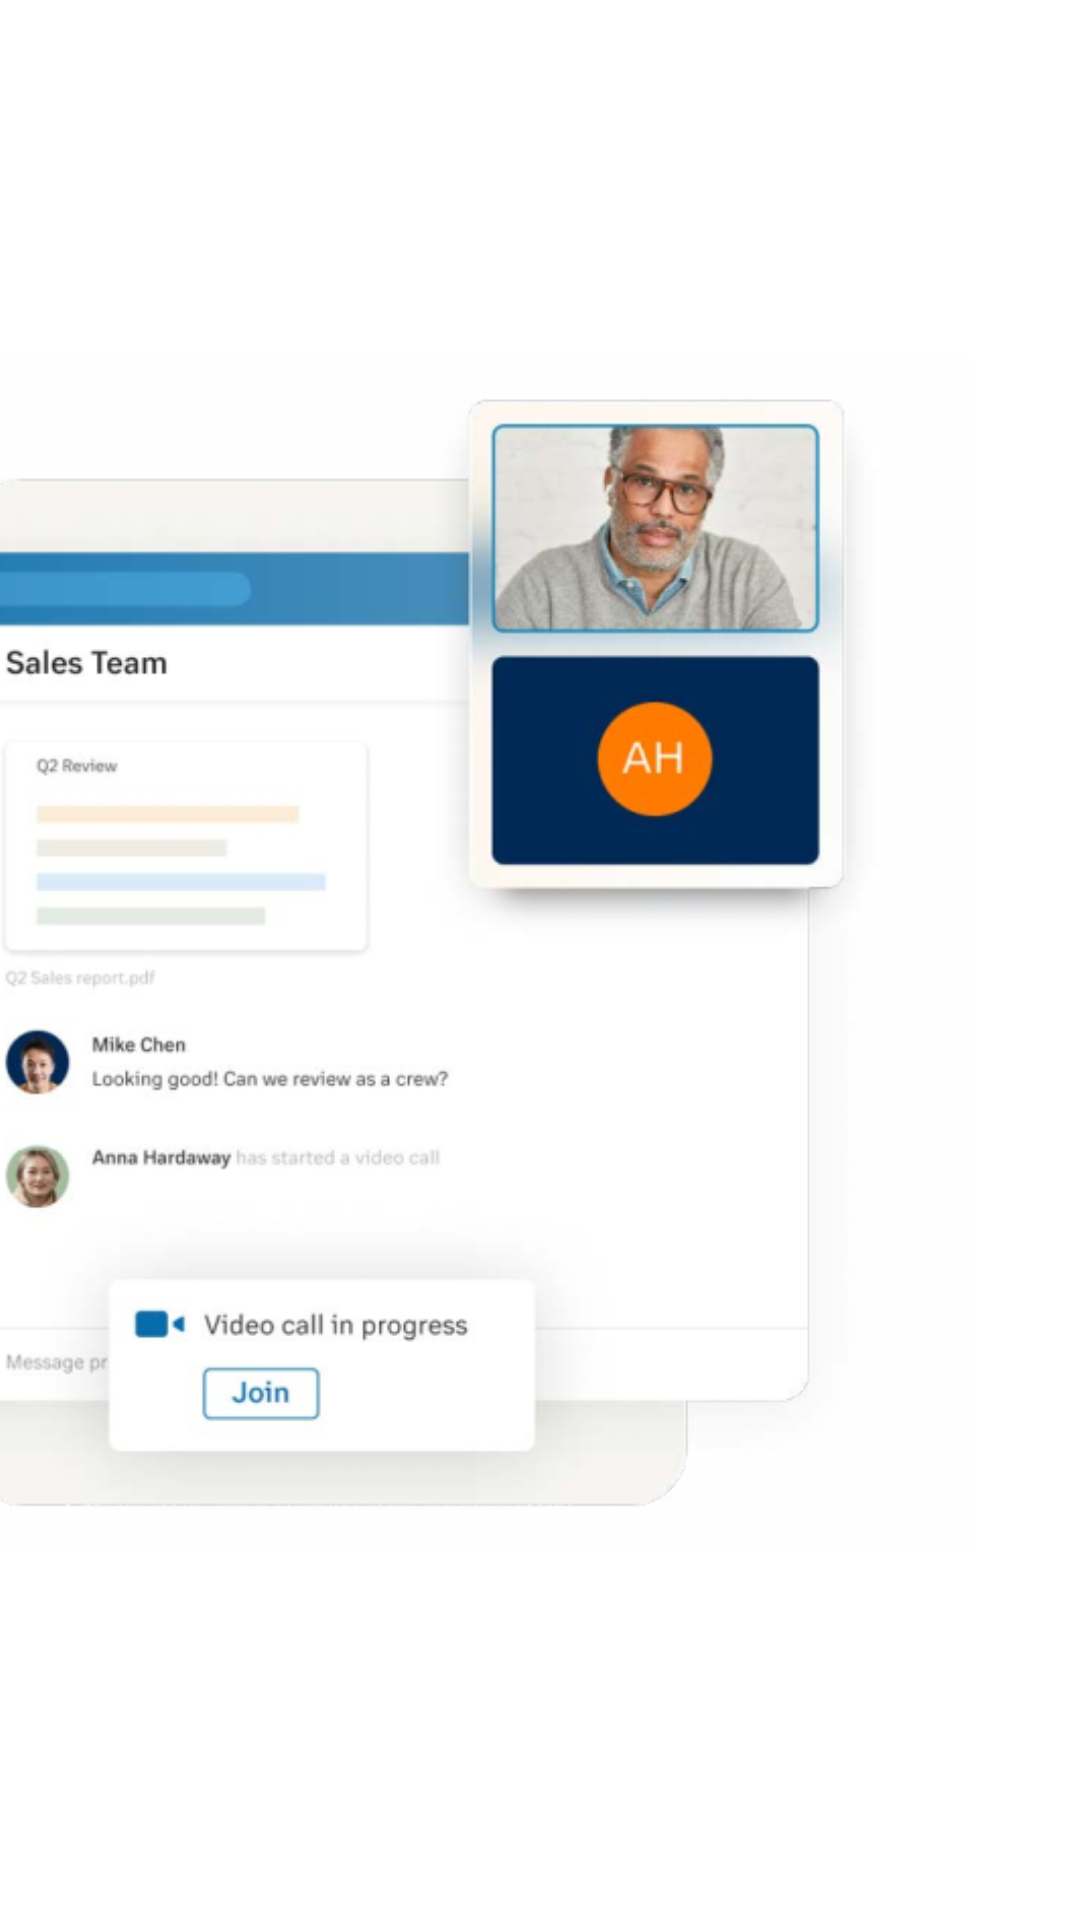 Sales Team
AH
Q2 Review
Q2 Sales report.pdf
Mike Chen
Looking good! Can we review as a crew?
Anna Hardaway has started a video call
Video call in progress
Message pr
Join